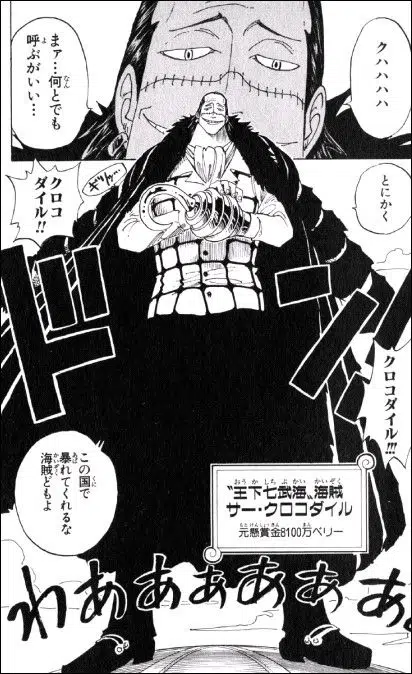 クハハハハ
まァ…何とでも
呼ぶがいい…
とにかく
クロコダイル!!!
クロコ
ダイル!!
ギッ…
ドドン
この国で
暴れてくれるな
海賊どもよ
“王下七武海”海賊
サー・クロコダイル
元懸賞金8100万ベリー
わあああああぁぁ。